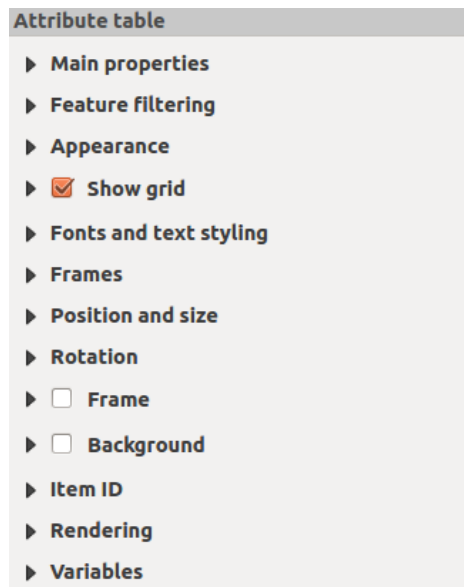 Attribute table
Main properties
Feature filtering
Appearance
Show grid
Fonts and text styling
Frames
Position and size
Rotation
Frame
Background
Item ID
Rendering
Variables